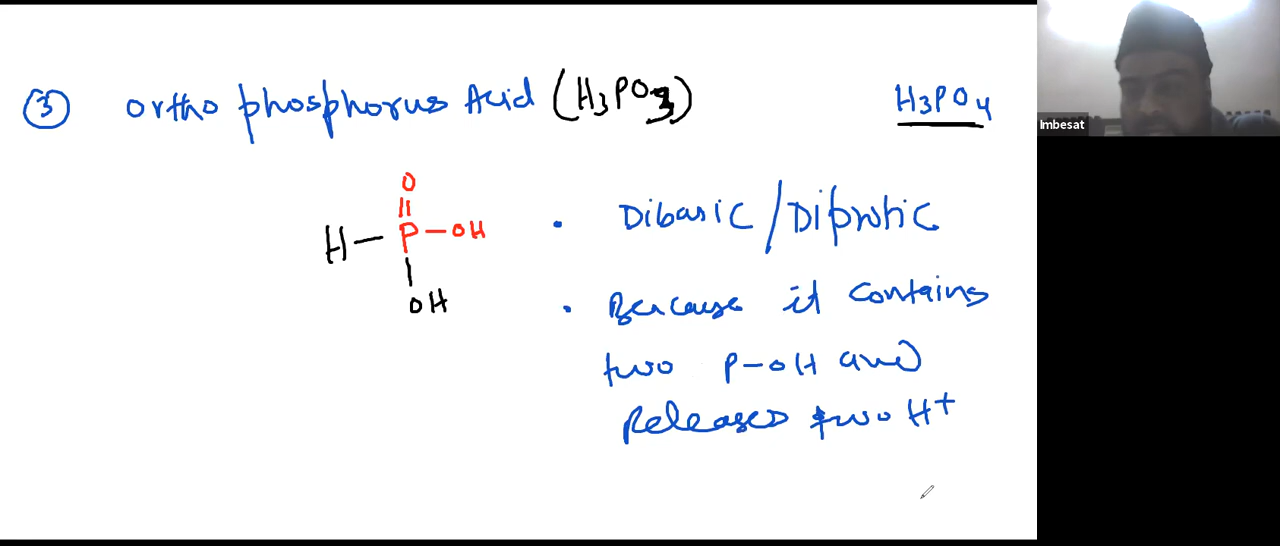 ③ Ortho phosphorus Acid (H3PO3) H3PO4
Imbesat
O
||
H – P – OH
|
OH
• Dibasic / Diprotic
• Because it contains
two P–OH and
Releases two H+